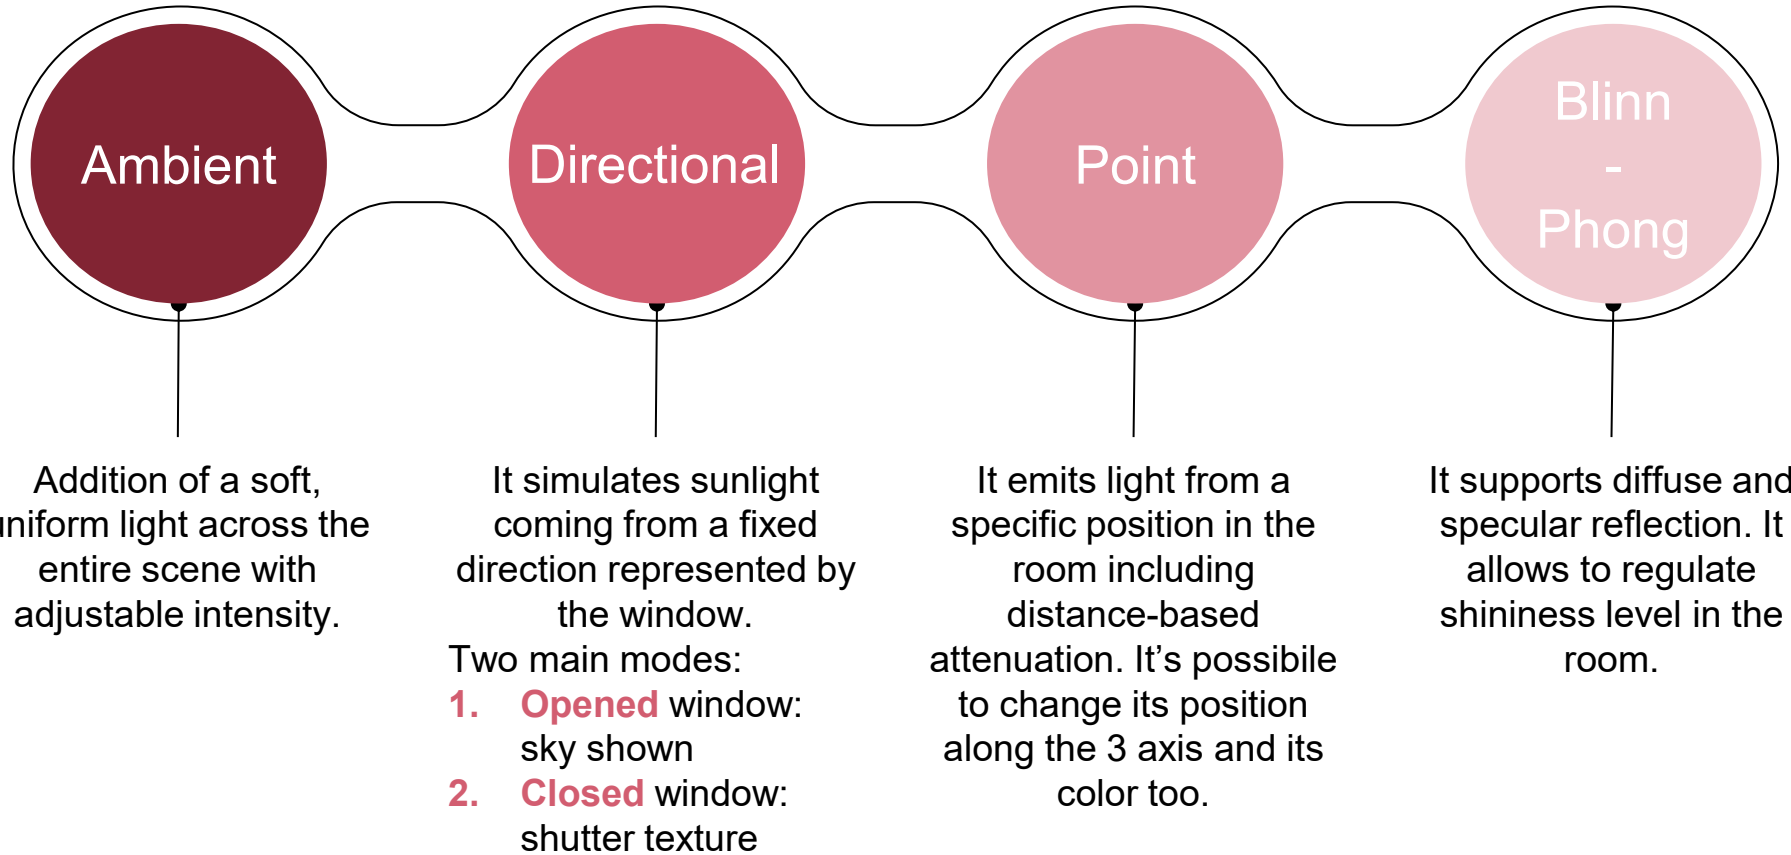 Ambient
Directional
Point
Blinn
-
Phong
Addition of a soft,
uniform light across the
entire scene with
adjustable intensity.
It simulates sunlight
coming from a fixed
direction represented by
the window.
Two main modes:
1. Opened window:
sky shown
2. Closed window:
shutter texture
It emits light from a
specific position in the
room including
distance-based
attenuation. It’s possibile
to change its position
along the 3 axis and its
color too.
It supports diffuse and
specular reflection. It
allows to regulate
shininess level in the
room.